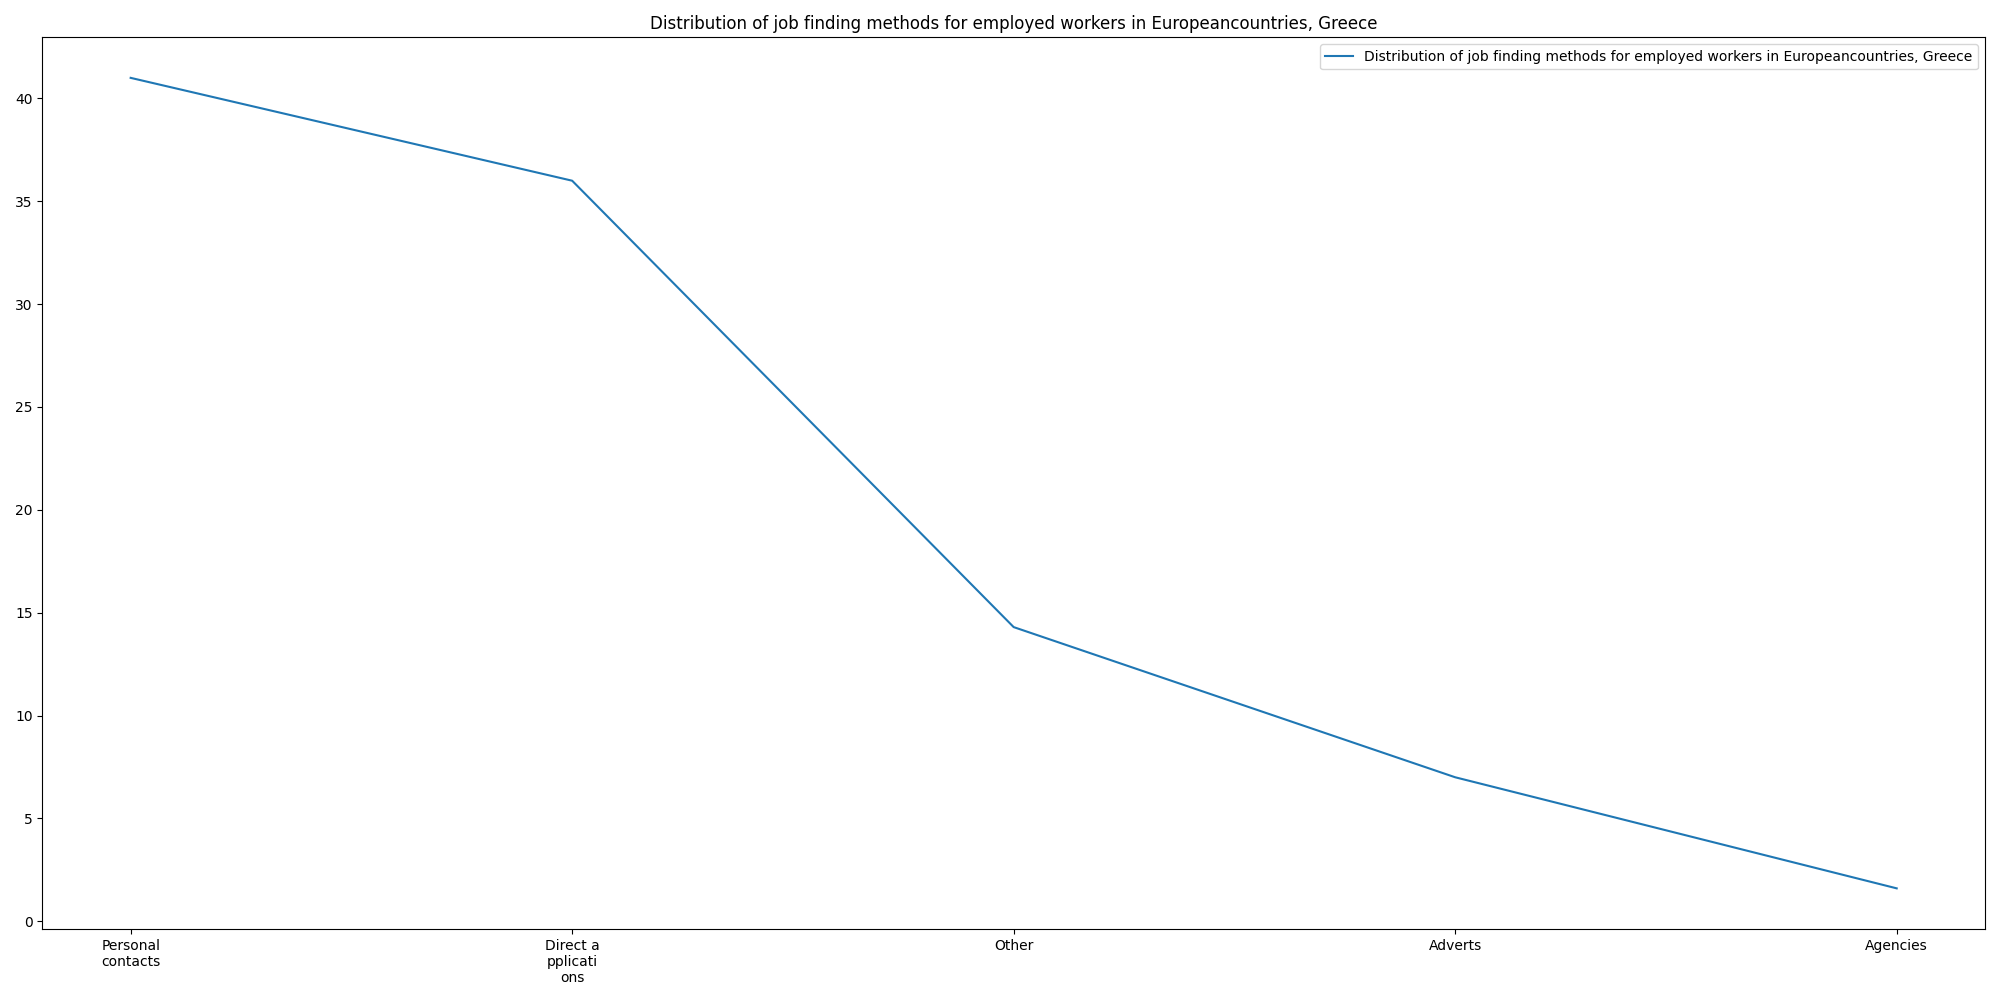 Distribution of job finding methods for employed workers in Europeancountries, Greece
Distribution of job finding methods for employed workers in Europeancountries, Greece
40
35
30
25
20
15
10
5
0
Personal
contacts
Direct a
pplicati
ons
Other
Adverts
Agencies